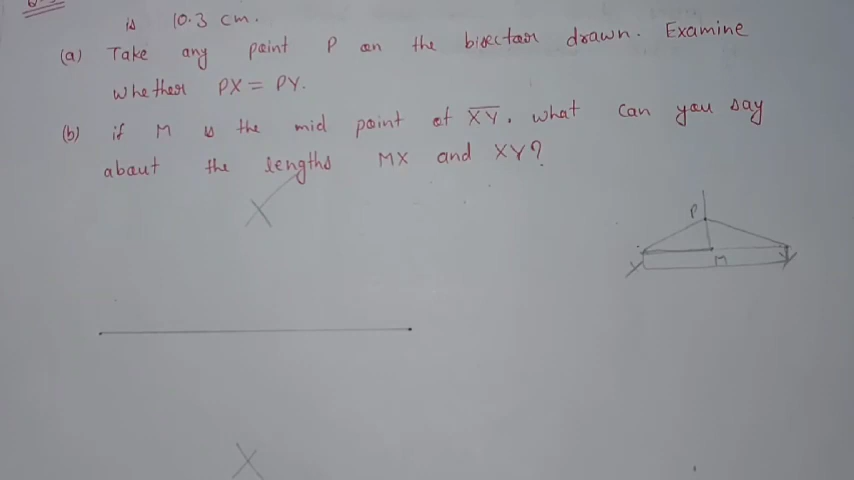 is 10.3 cm.
(a) Take any point P on the bisector drawn. Examine
whether PX = PY.
(b) if M is the mid point of XY. what can you say
about the lengths MX and XY?
P
X M Y